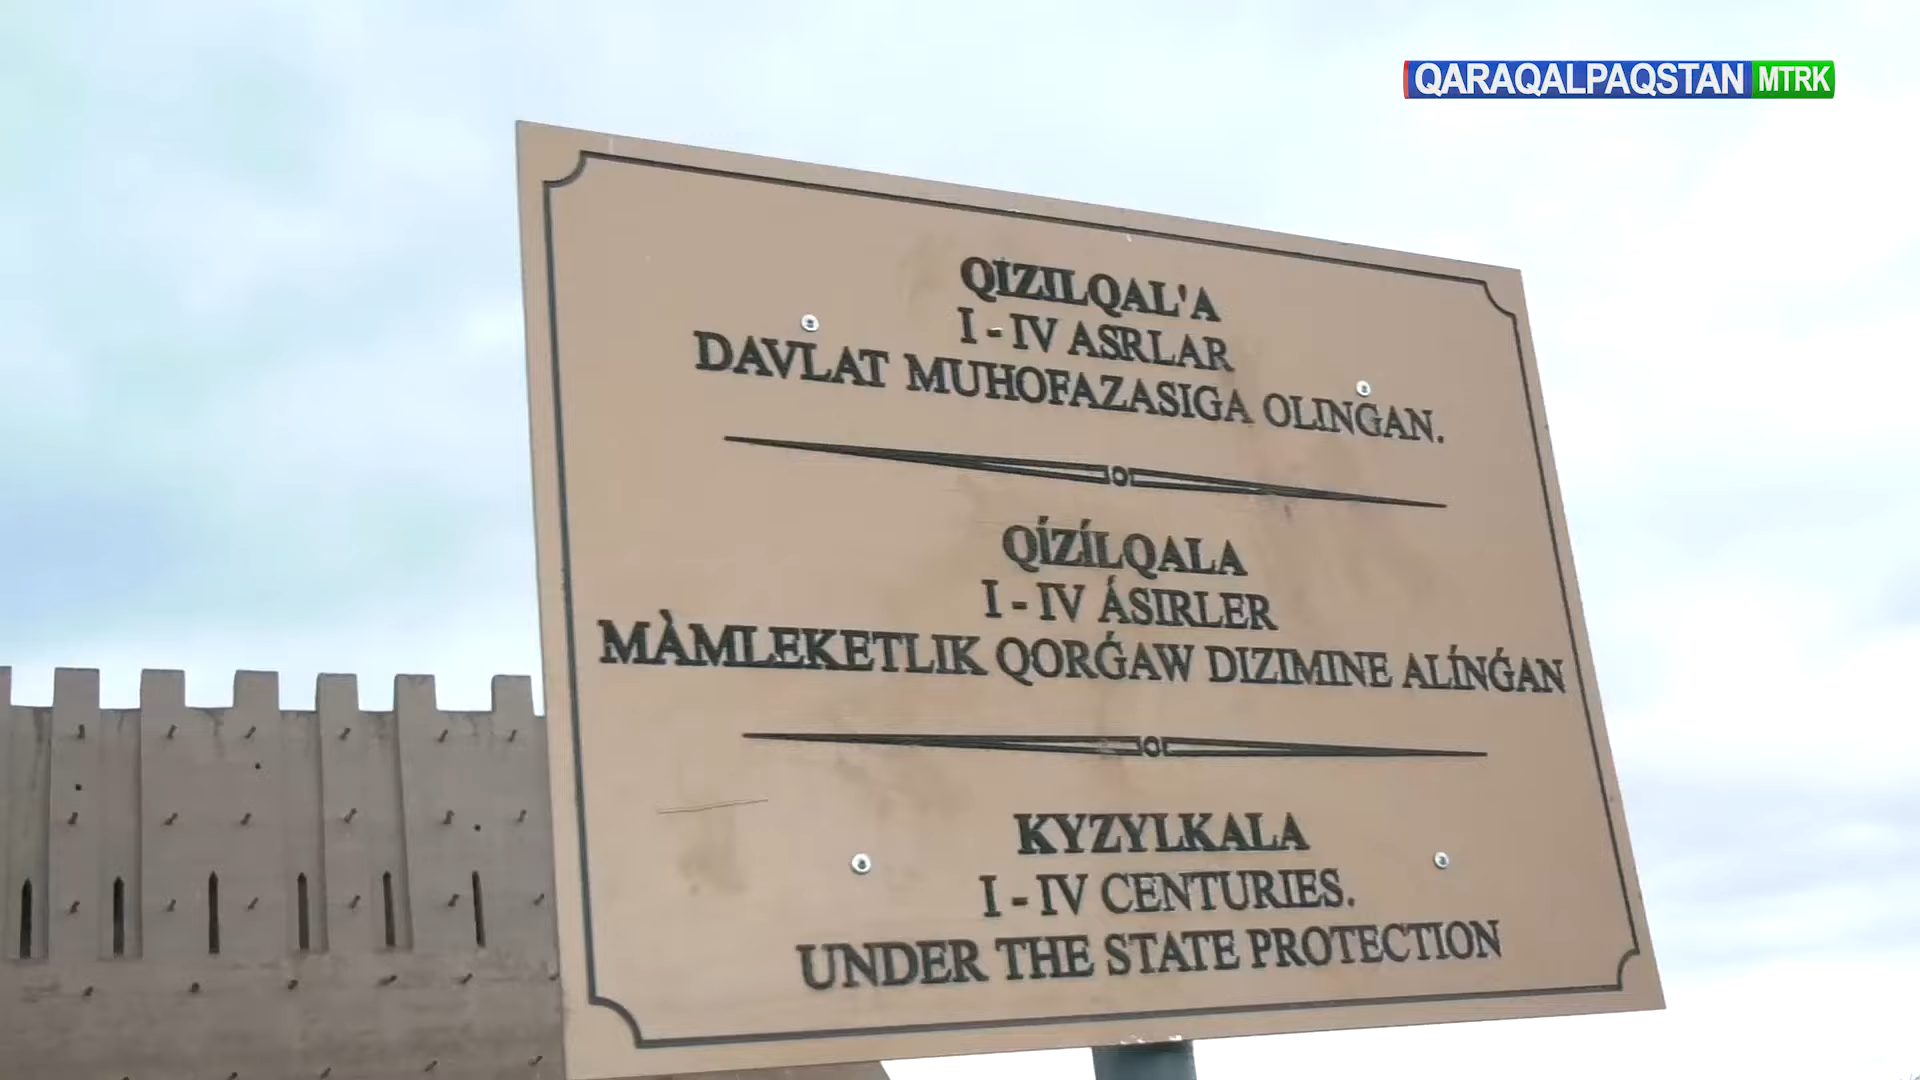 QARAQALPAQSTAN MTRK
QIZILQAL'A
I - IV ASRLAR
DAVLAT MUHOFAZASIGA OLINGAN.
QÍZÍLQALA
I - IV ÁSIRLER
MÀMLEKETLIK QORǴAW DIZIMINE ALÍNǴAN
KYZYLKALA
I - IV CENTURIES.
UNDER THE STATE PROTECTION